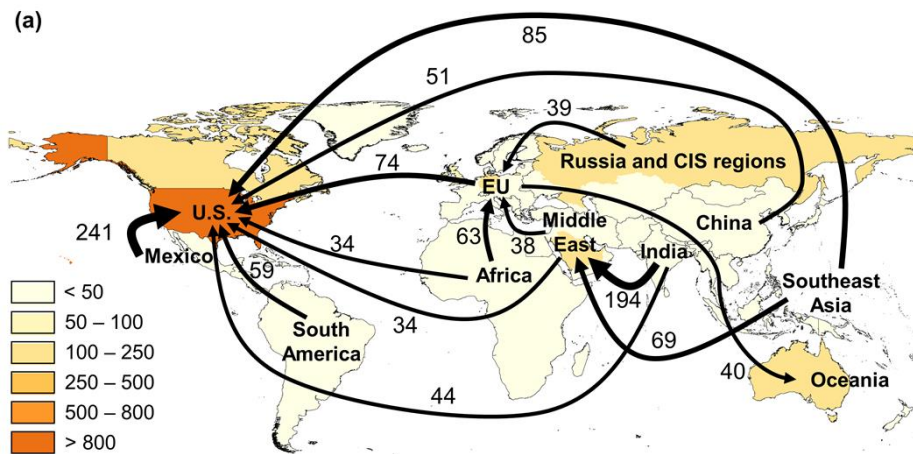 (a)
85
51
39
74
Russia and CIS regions
EU
U.S.
241
Mexico
34
63
38
Middle
East
India
China
59
Africa
194
Southeast
Asia
South
America
34
69
44
40
Oceania
< 50
50 – 100
100 – 250
250 – 500
500 – 800
> 800